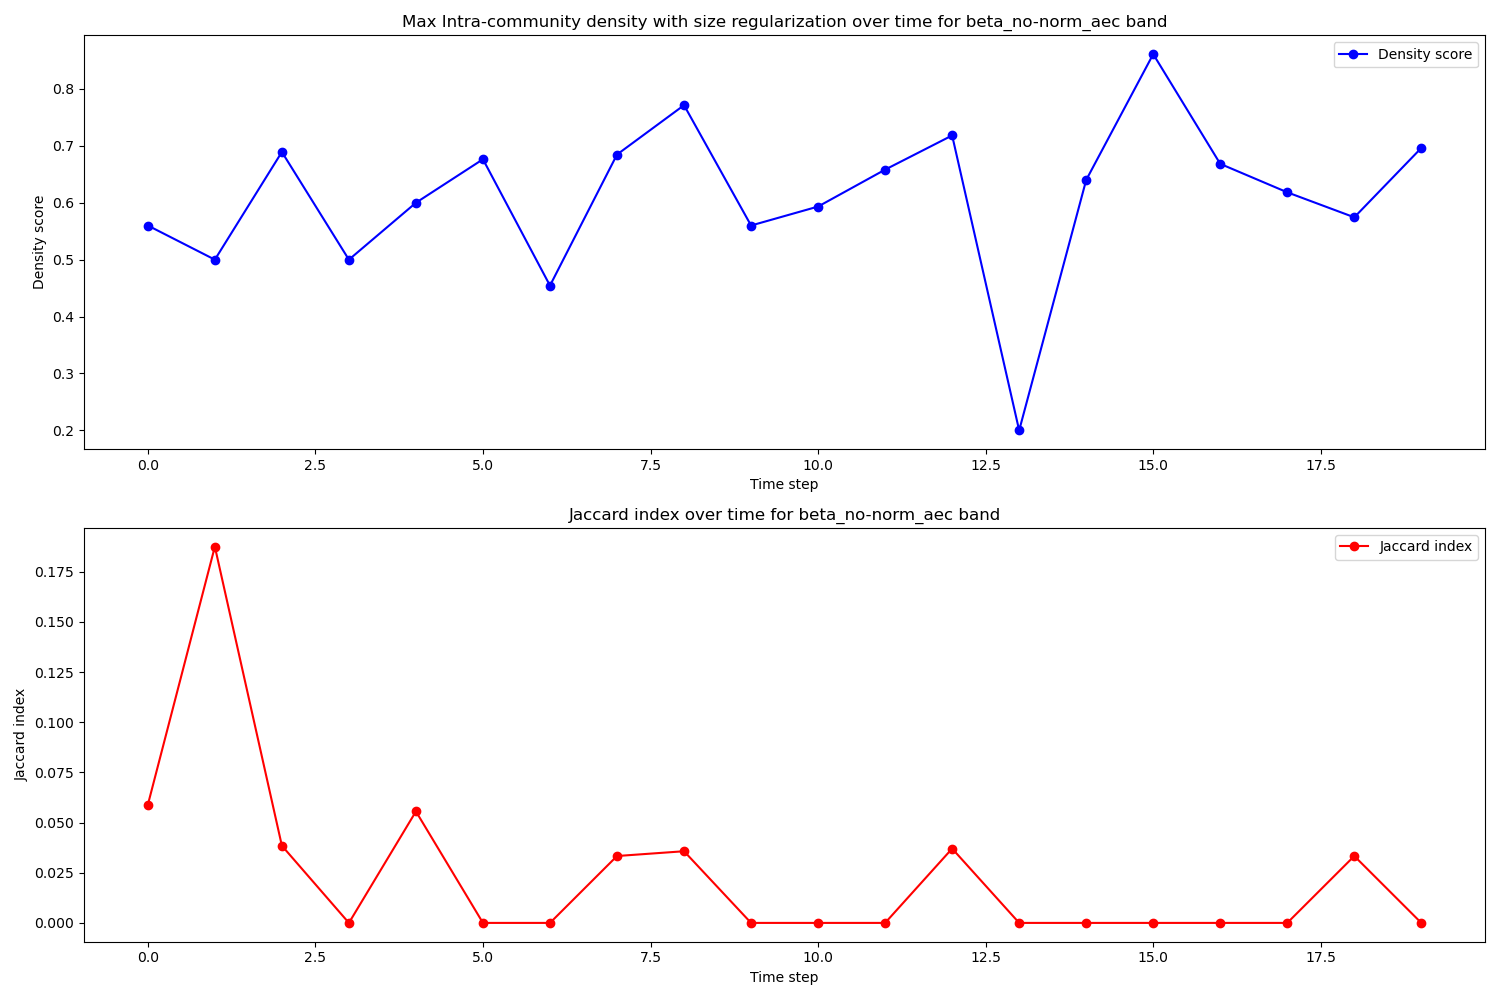 Max Intra-community density with size regularization over time for beta_no-norm_aec band
Density score
Density score
0.8
0.7
0.6
0.5
0.4
0.3
0.2
0.0 2.5 5.0 7.5 10.0 12.5 15.0 17.5
Time step
Jaccard index over time for beta_no-norm_aec band
Jaccard index
Jaccard index
0.175
0.150
0.125
0.100
0.075
0.050
0.025
0.000
0.0 2.5 5.0 7.5 10.0 12.5 15.0 17.5
Time step